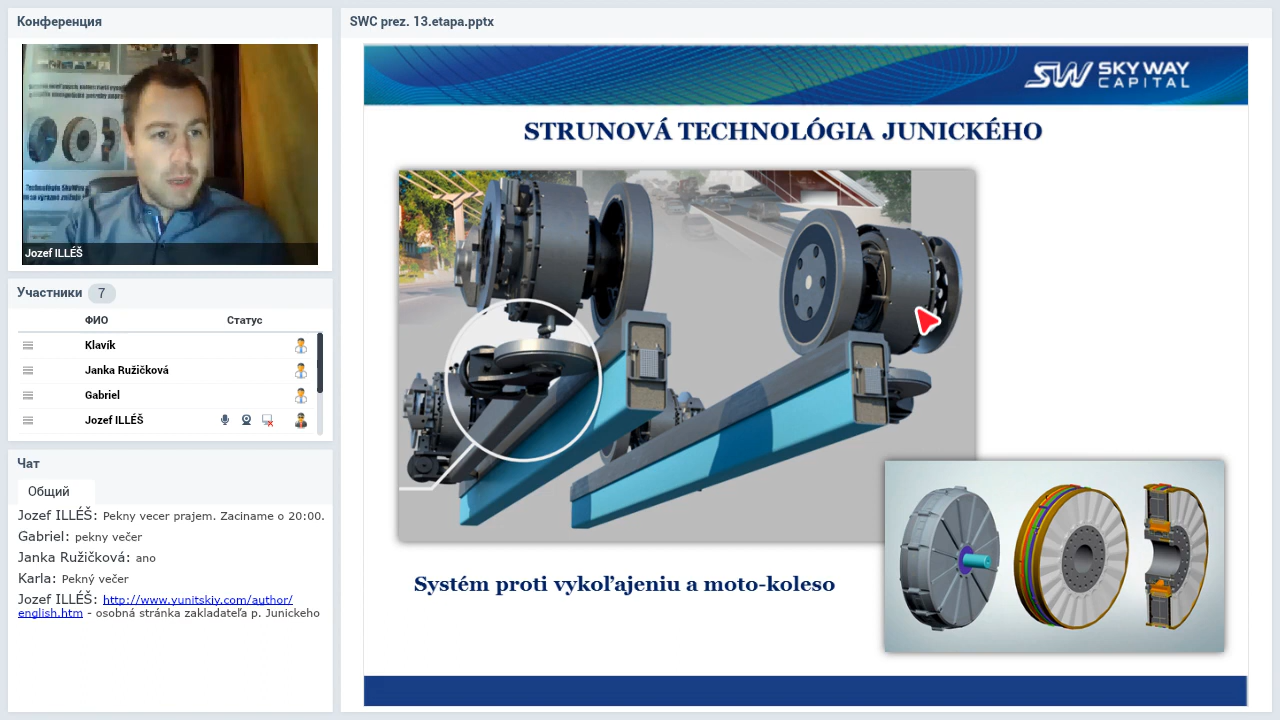 Конференция
Jozef ILLÉŠ
Участники 7
ФИО Статус
Klavík
Janka Ružičková
Gabriel
Jozef ILLÉŠ
Чат
Общий
Jozef ILLÉŠ: Pekny vecer prajem. Zaciname o 20:00.
Gabriel: pekny večer
Janka Ružičková: ano
Karla: Pekný večer
Jozef ILLÉŠ: http://www.yunitskiy.com/author/
english.htm - osobná stránka zakladateľa p. Junickeho
SWC prez. 13.etapa.pptx
SW SKY WAY
CAPITAL
STRUNOVÁ TECHNOLÓGIA JUNICKÉHO
Systém proti vykoľajeniu a moto-koleso